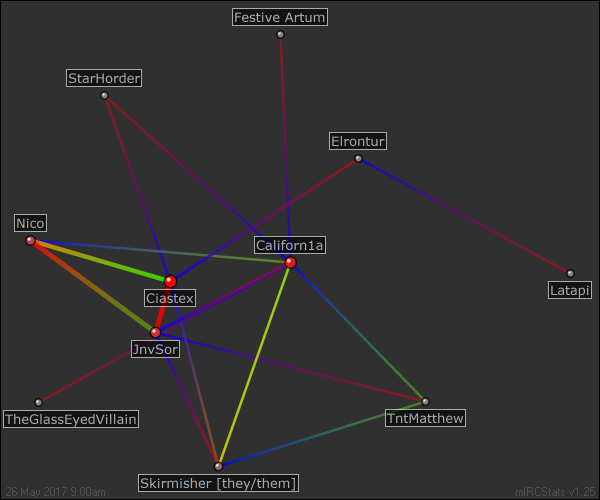 Festive Artum
StarHorder
Elrontur
Nico
Californ1a
Ciastex
Latapi
JnvSor
TheGlassEyedVillain
TntMatthew
Skirmisher [they/them]
26 May 2017 9:00am
mIRCStats v1.25